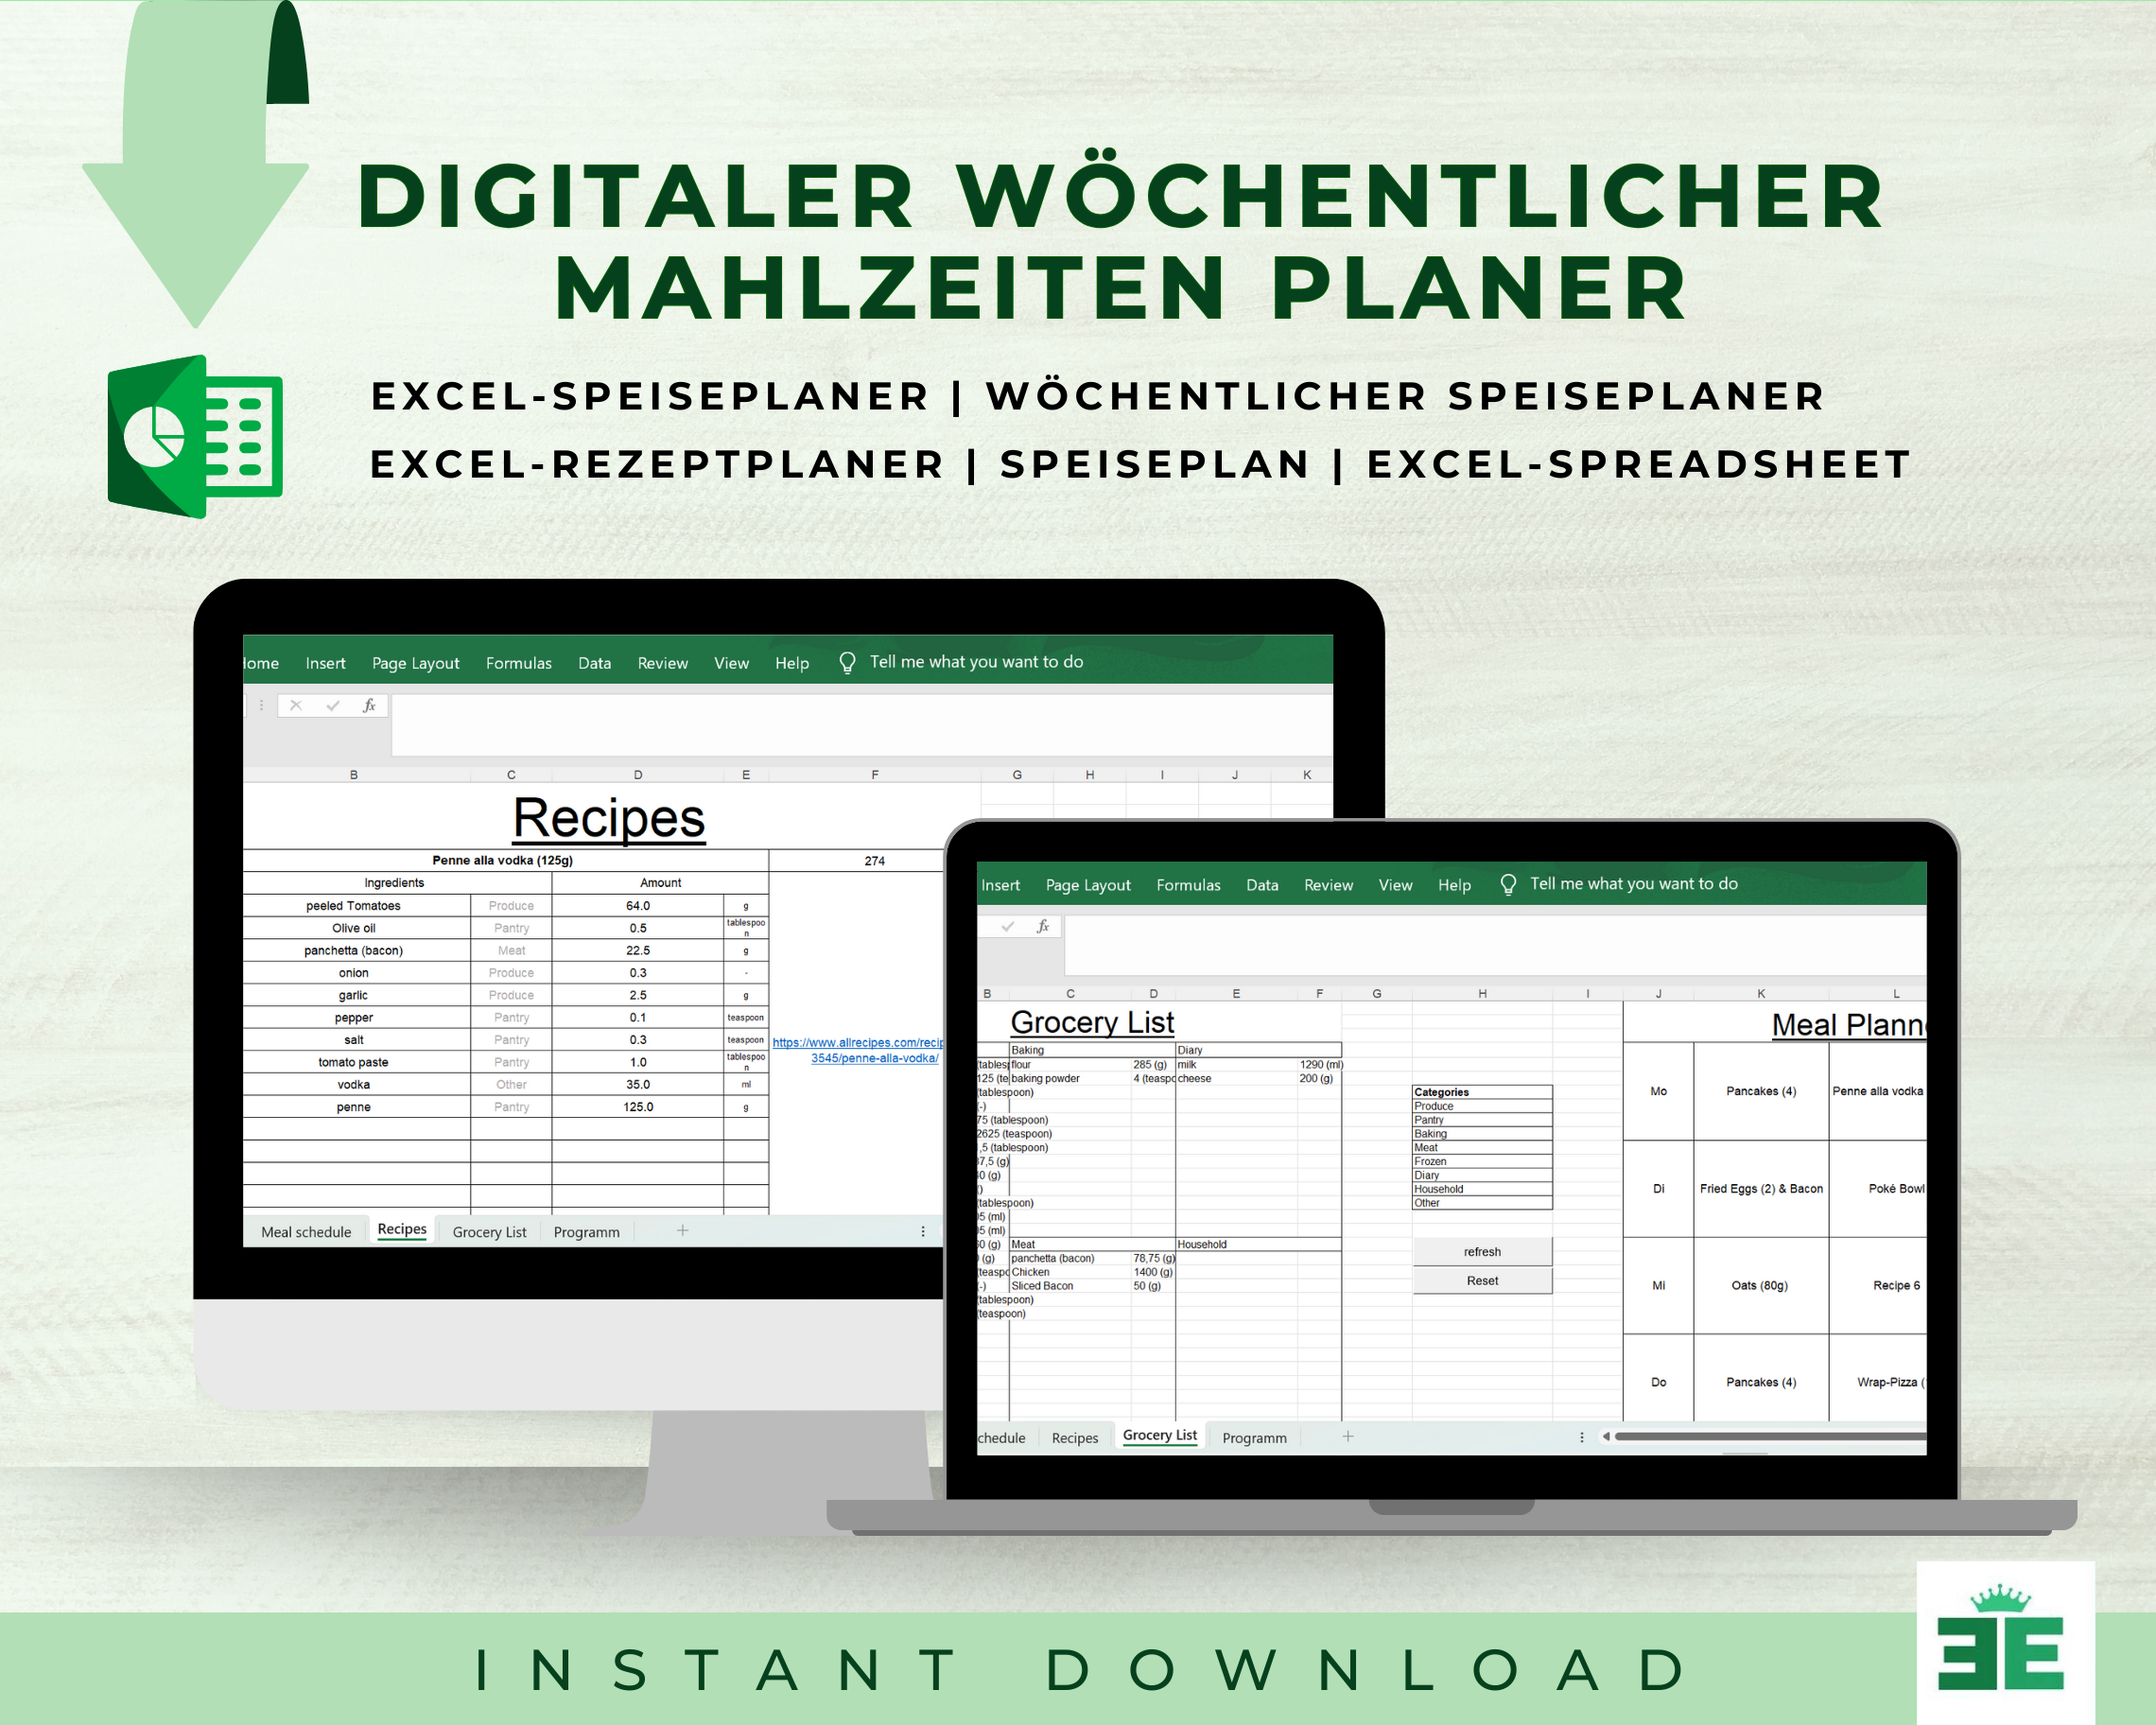 DIGITALER WÖCHENTLICHER
MAHLZEITEN PLANER
EXCEL-SPEISEPLANER | WÖCHENTLICHER SPEISEPLANER
EXCEL-REZEPTPLANER | SPEISEPLAN | EXCEL-SPREADSHEET
Home Insert Page Layout Formulas Data Review View Help Tell me what you want to do
fx
B C D E F G H I J K
Recipes
Penne alla vodka (125g) 274
Ingredients Amount
peeled Tomatoes Produce 64.0 g
Olive oil Pantry 0.5 tablespoo
n
panchetta (bacon) Meat 22.5 g
onion Produce 0.3 -
garlic Produce 2.5 g
pepper Pantry 0.1 teaspoon
salt Pantry 0.3 teaspoon
https://www.allrecipes.com/recip
3545/penne-alla-vodka/
tomato paste Pantry 1.0 tablespoo
n
vodka Other 35.0 ml
penne Pantry 125.0 g
Meal schedule Recipes Grocery List Programm +
Insert Page Layout Formulas Data Review View Help Tell me what you want to do
fx
B C D E F G H I J K L
Grocery List
Baking Diary
(tablesp flour 285 (g) milk 1290 (ml)
125 (te baking powder 4 (teaspo cheese 200 (g)
(tablespoon)
(-)
75 (tablespoon)
2625 (teaspoon)
,5 (tablespoon)
37,5 (g)
0 (g)
(tablespoon)
5 (ml)
5 (ml)
0 (g) Meat Household
(g) panchetta (bacon) 78,75 (g)
(teaspo Chicken 1400 (g)
(-) Sliced Bacon 50 (g)
(tablespoon)
(teaspoon)
Categories
Produce
Pantry
Baking
Meat
Frozen
Diary
Household
Other
refresh
Reset
Meal Plann
Mo Pancakes (4) Penne alla vodka
Di Fried Eggs (2) & Bacon Poké Bowl
Mi Oats (80g) Recipe 6
Do Pancakes (4) Wrap-Pizza (
chedule Recipes Grocery List Programm +
INSTANT DOWNLOAD
EE